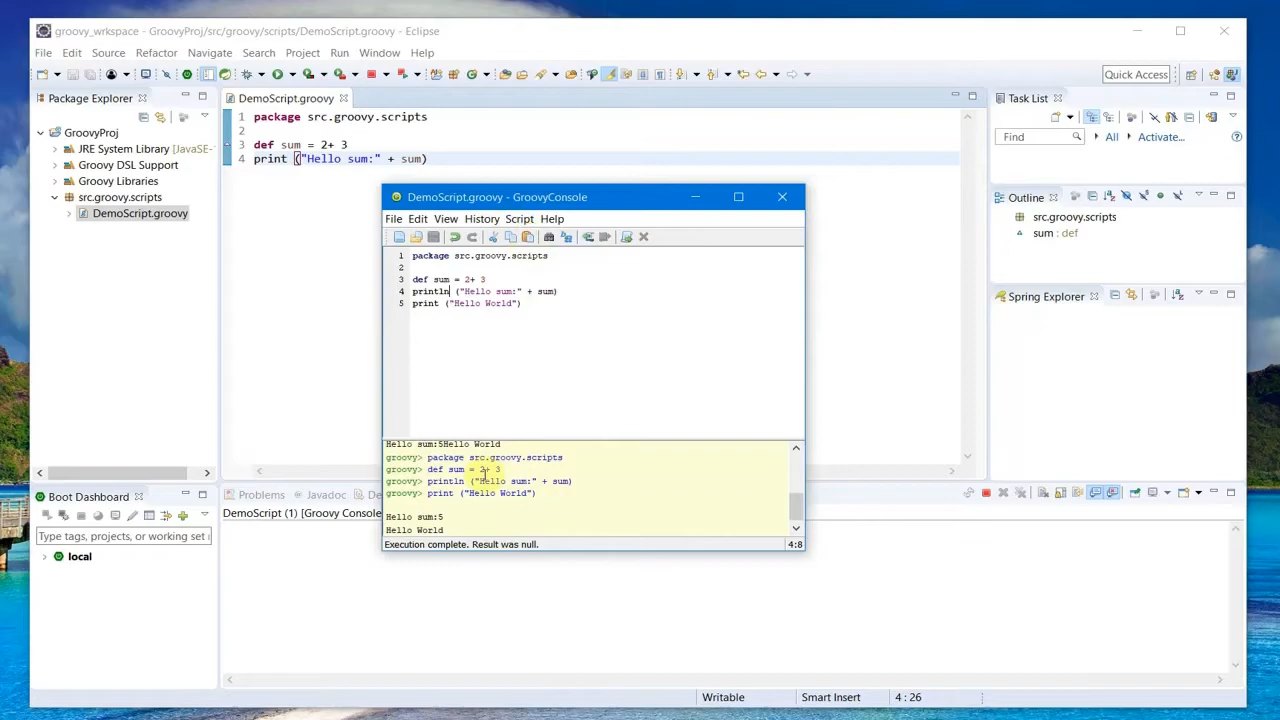 groovy_wrkspace - GroovyProj/src/groovy/scripts/DemoScript.groovy - Eclipse
File Edit Source Refactor Navigate Search Project Run Window Help
Quick Access
Package Explorer
GroovyProj
JRE System Library [JavaSE-
Groovy DSL Support
Groovy Libraries
src.groovy.scripts
DemoScript.groovy
DemoScript.groovy
1 package src.groovy.scripts
2
3 def sum = 2+ 3
4 print ("Hello sum:" + sum)
DemoScript.groovy - GroovyConsole
File Edit View History Script Help
1 package src.groovy.scripts
2
3 def sum = 2+ 3
4 println ("Hello sum:" + sum)
5 print ("Hello World")
Hello sum:5Hello World
groovy> package src.groovy.scripts
groovy> def sum = 2+ 3
groovy> println ("Hello sum:" + sum)
groovy> print ("Hello World")
Hello sum:5
Hello World
Execution complete. Result was null.
4:8
Task List
Find
All
Activate...
Outline
src.groovy.scripts
sum : def
Spring Explorer
Boot Dashboard
Type tags, projects, or working set
local
Problems
Javadoc
De
DemoScript (1) [Groovy Console
Writable
Smart Insert
4 : 26